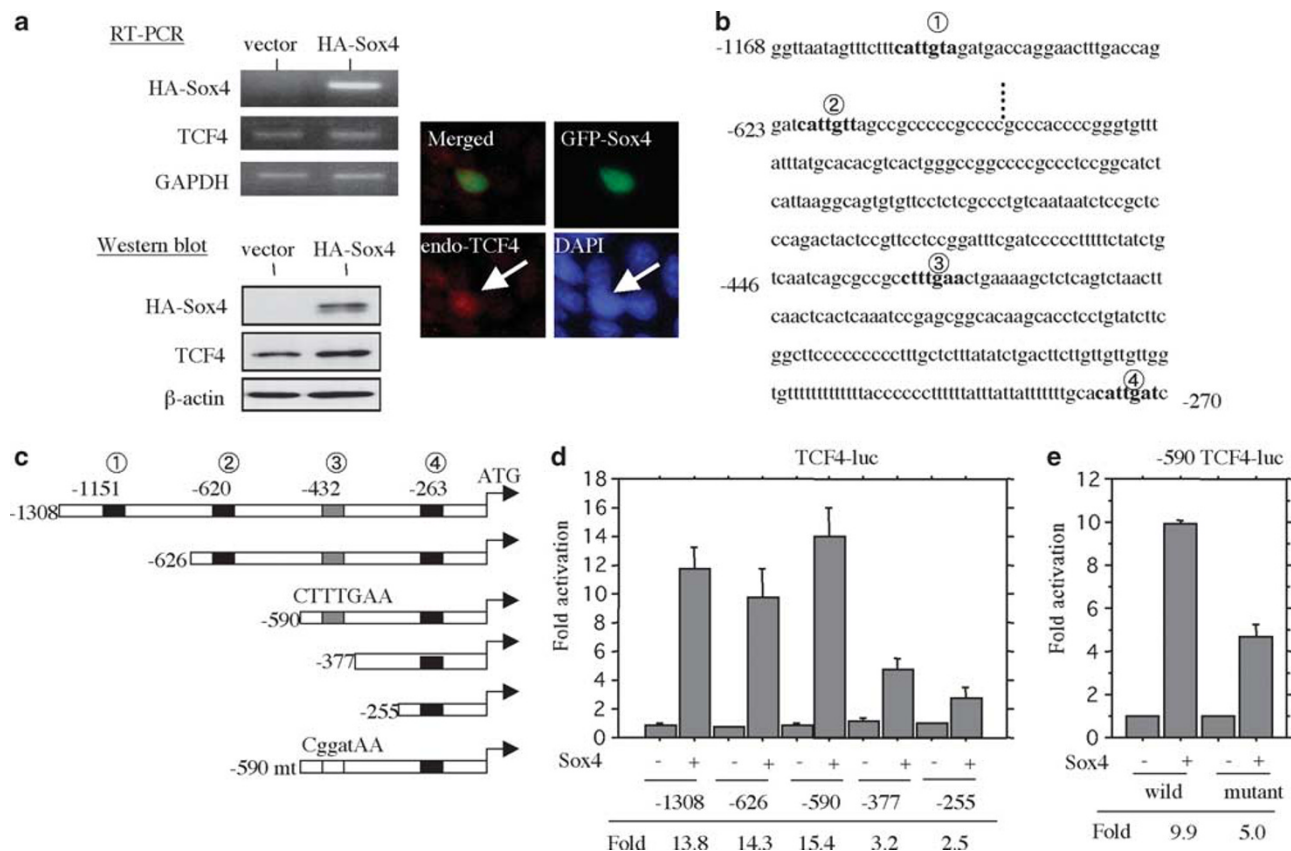 a
RT-PCR
vector HA-Sox4
HA-Sox4
TCF4
GAPDH
Western blot
vector HA-Sox4
HA-Sox4
TCF4
β-actin
Merged GFP-Sox4
endo-TCF4 DAPI
b
①
-1168 ggttaatagtttctttcattgtagatgaccaggaactttgaccag
②
-623 gatcattgttagccgcccccgccccgcccaccccgggtgttt
atttatgcacacgtcactgggccggccccgccctccggcatct
cattaaggcagtgtgttcctctcgccctgtcaataatctccgctc
ccagactactccgttcctccggatttcgatcccccctttttctatctg
③
-446 tcaatcagcgccgcctttgaactgaaaagctctcagtctaactt
caactcactcaaatccgagcggcacaagcacctcctgtatcttc
ggcttccccccccccctttgctctttatatctgacttcttgttgttgttgg
④
tgttttttttttttttacccccccttttttatttattattttttttgcacattgatc -270
c
① ② ③ ④
-1151 -620 -432 -263 ATG
-1308
-626
CTTTGAA
-590
-377
-255
CggatAA
-590 mt
d
TCF4-luc
Fold activation
18
16
14
12
10
8
6
4
2
0
Sox4 - + - + - + - + - +
-1308 -626 -590 -377 -255
Fold 13.8 14.3 15.4 3.2 2.5
e
-590 TCF4-luc
Fold activation
12
10
8
6
4
2
0
Sox4 - + - +
wild mutant
Fold 9.9 5.0